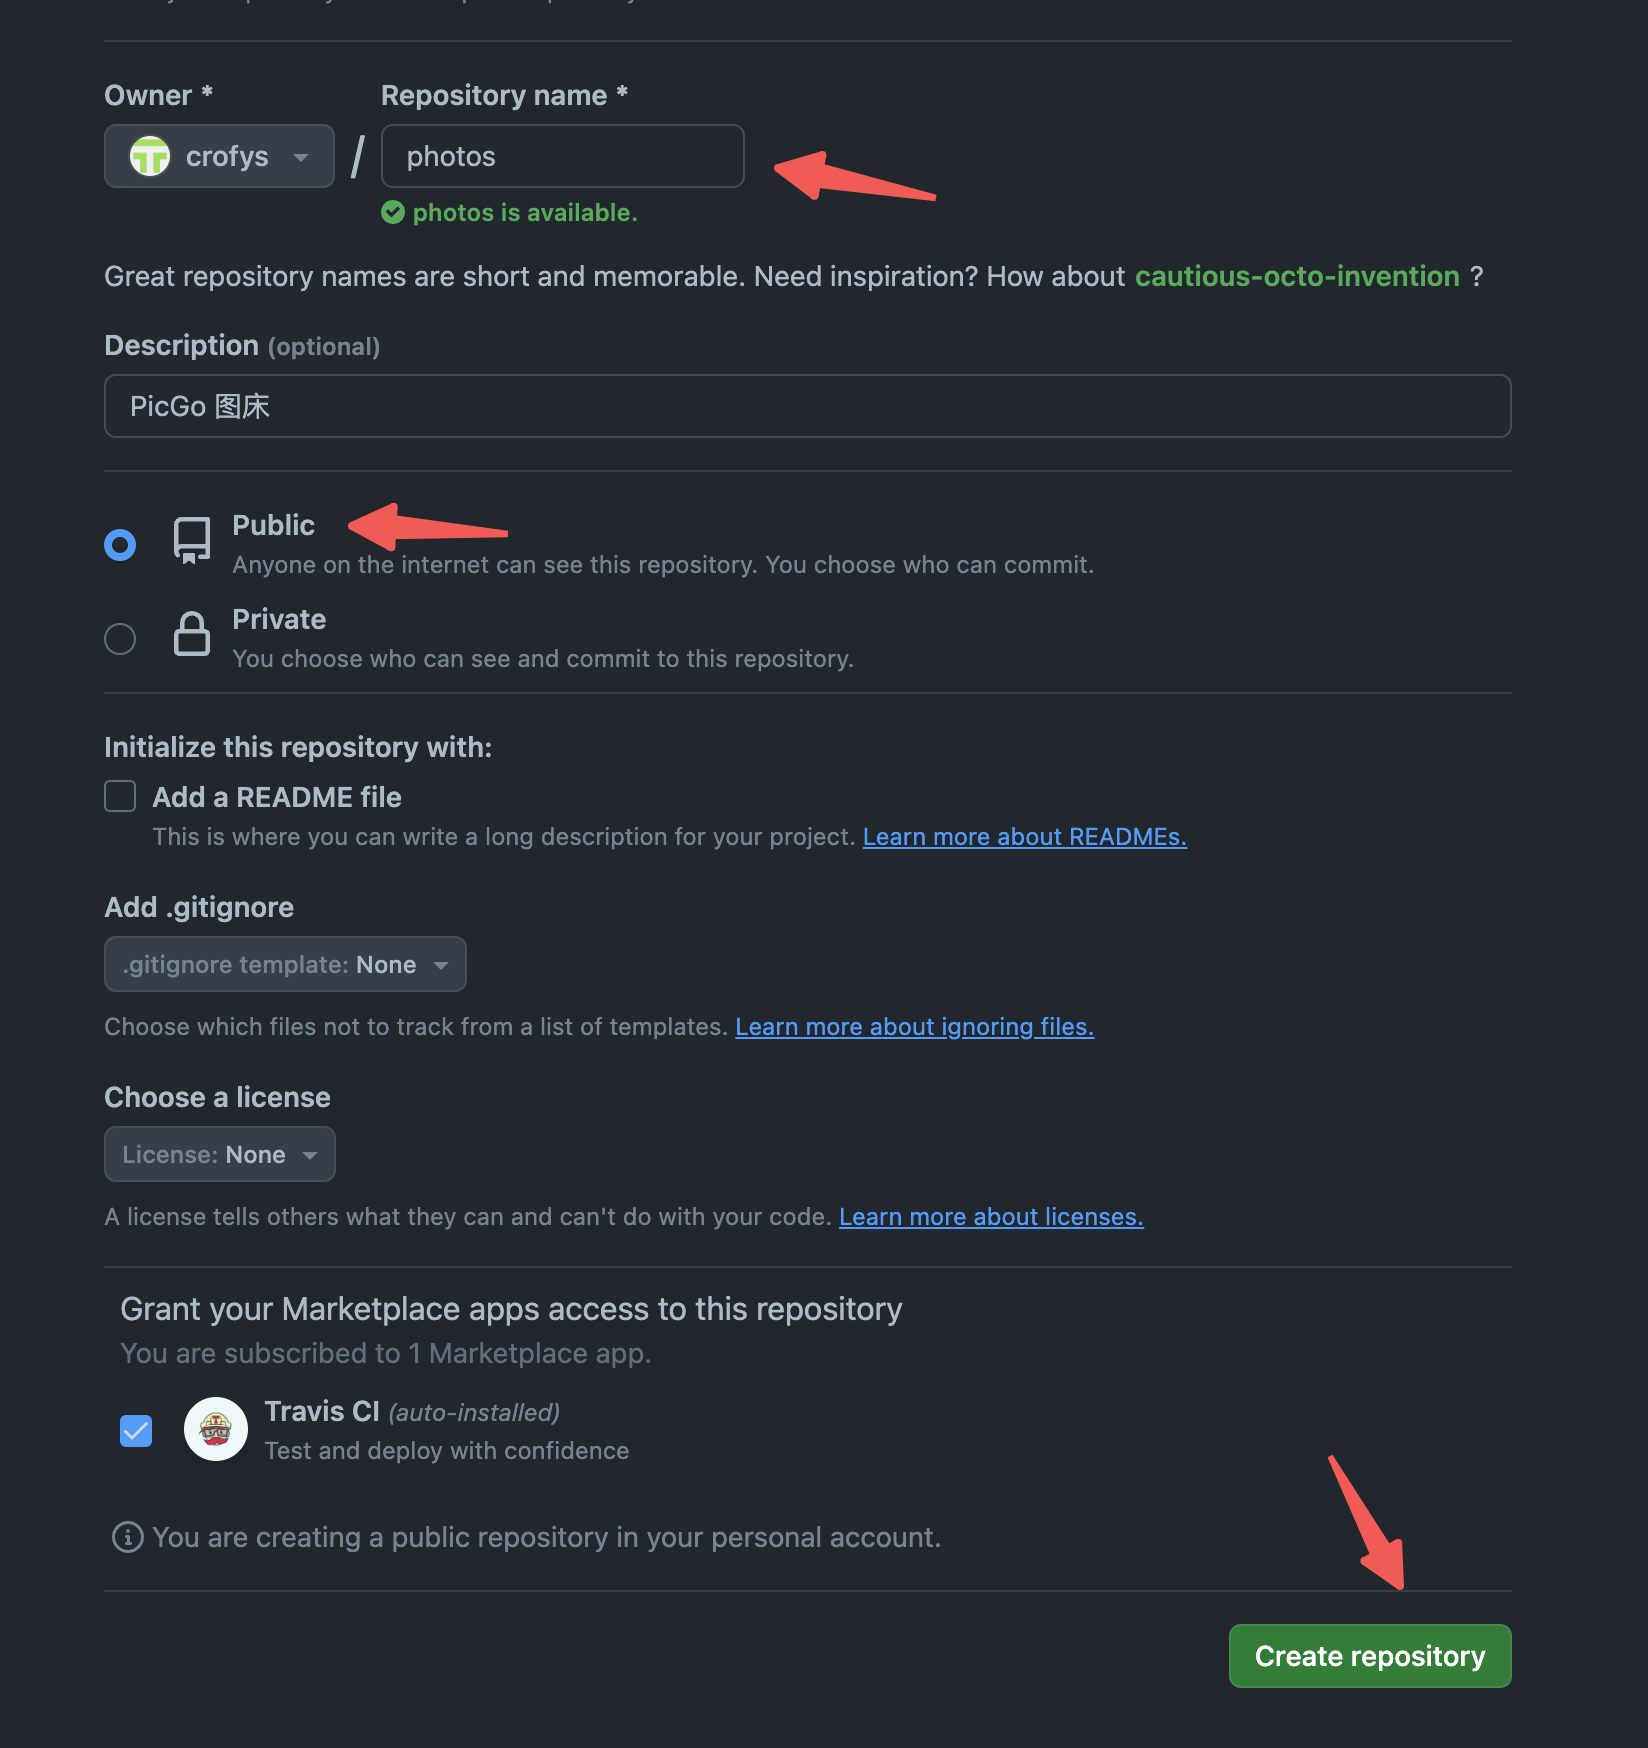 Owner *
Repository name *
crofys
/
photos
photos is available.
Great repository names are short and memorable. Need inspiration? How about cautious-octo-invention ?
Description (optional)
PicGo 图床
Public
Anyone on the internet can see this repository. You choose who can commit.
Private
You choose who can see and commit to this repository.
Initialize this repository with:
Add a README file
This is where you can write a long description for your project. Learn more about READMEs.
Add .gitignore
.gitignore template: None
Choose which files not to track from a list of templates. Learn more about ignoring files.
Choose a license
License: None
A license tells others what they can and can't do with your code. Learn more about licenses.
Grant your Marketplace apps access to this repository
You are subscribed to 1 Marketplace app.
Travis CI (auto-installed)
Test and deploy with confidence
You are creating a public repository in your personal account.
Create repository